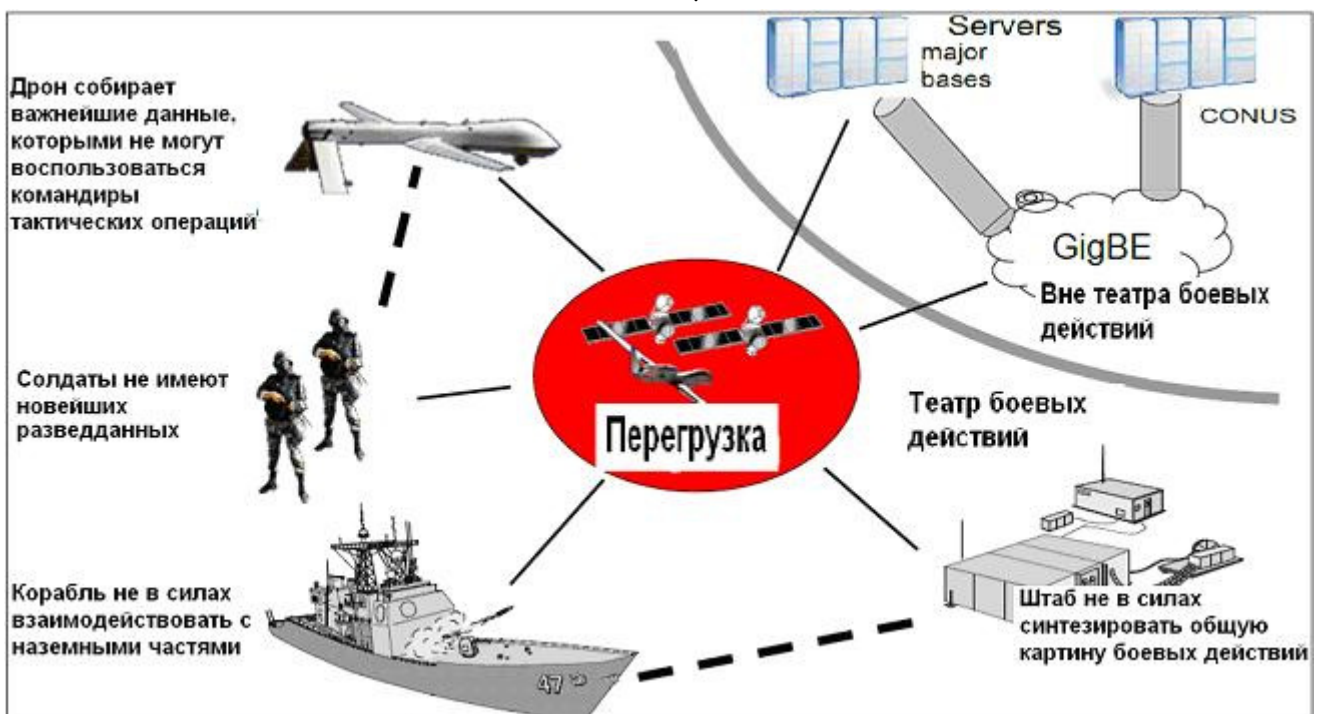 Servers
major
bases
CONUS
Дрон собирает
важнейшие данные,
которыми не могут
воспользоваться
командиры
тактических операций
GigBE
Вне театра боевых
действий
Солдаты не имеют
новейших
разведданных
Перегрузка
Театр боевых
действий
Корабль не в силах
взаимодействовать с
наземными частями
47
Штаб не в силах
синтезировать общую
картину боевых действий